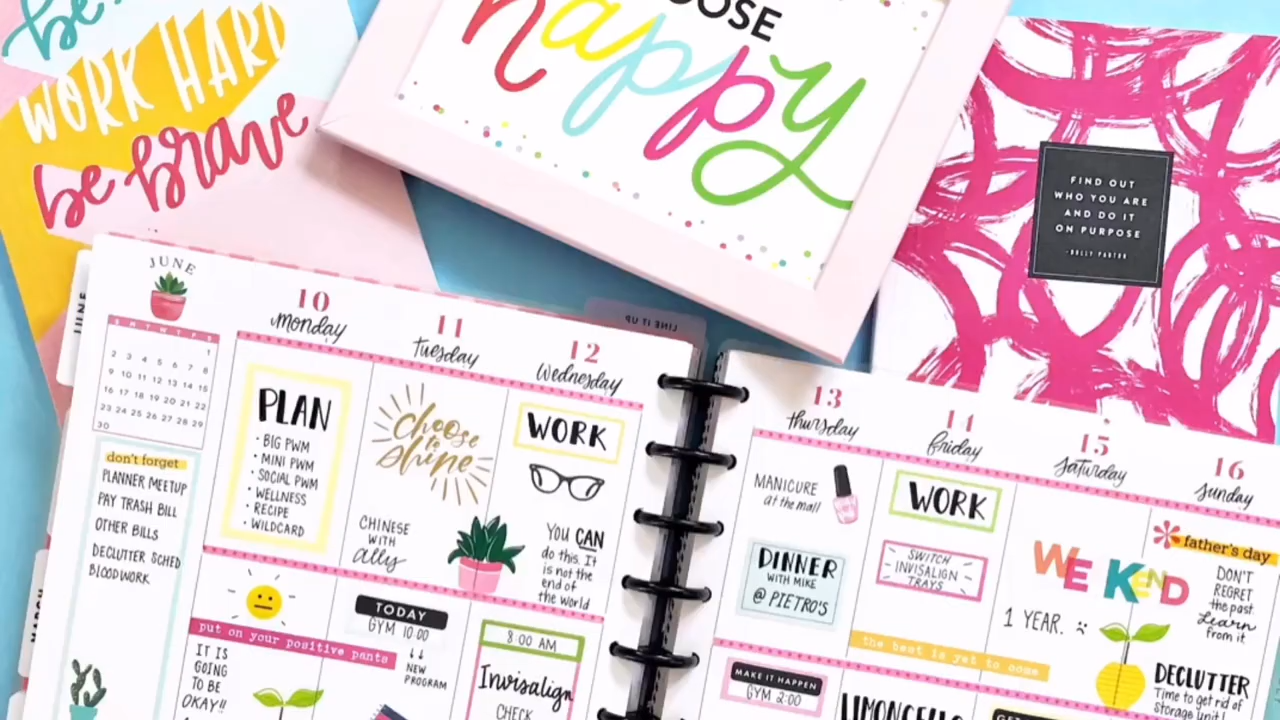 WORK HARD
be brave
happy
FIND OUT
WHO YOU ARE
AND DO IT
ON PURPOSE
-DOLLY PARTON
LINE IT UP
JUNE
JUNE
S M T W T F S
1
2 3 4 5 6 7 8
9 10 11 12 13 14 15
16 17 18 19 20 21 22
23 24 25 26 27 28 29
30
don't forget
PLANNER MEETUP
PAY TRASH BILL
OTHER BILLS
DECLUTTER SCHED
BLOODWORK
MARCH
10
monday
PLAN
• BIG PWM
• MINI PWM
• SOCIAL PWM
• WELLNESS
• RECIPE
• WILDCARD
put on your positive pants
IT IS
GOING
TO BE
OKAY!!
11
tuesday
choose
to
shine
CHINESE
WITH
ally
TODAY
GYM 10:00
↓↓
NEW
PROGRAM
12
wednesday
WORK
YOU CAN
do this. It
is not the
end of
the world
8:00 AM
Invisalign
CHECK
13
thursday
MANICURE
at the mall
DINNER
WITH MIKE
@ PIETRO'S
MAKE IT HAPPEN
GYM 2:00
14
friday
WORK
SWITCH
INVISALIGN
TRAYS
the best is yet to come
LIMONCELLO
15
saturday
WEEKEND
1 YEAR. :(
16
sunday
father's day
DON'T
REGRET
the past.
Learn
from it
DECLUTTER
Time to get rid of
storage unit!